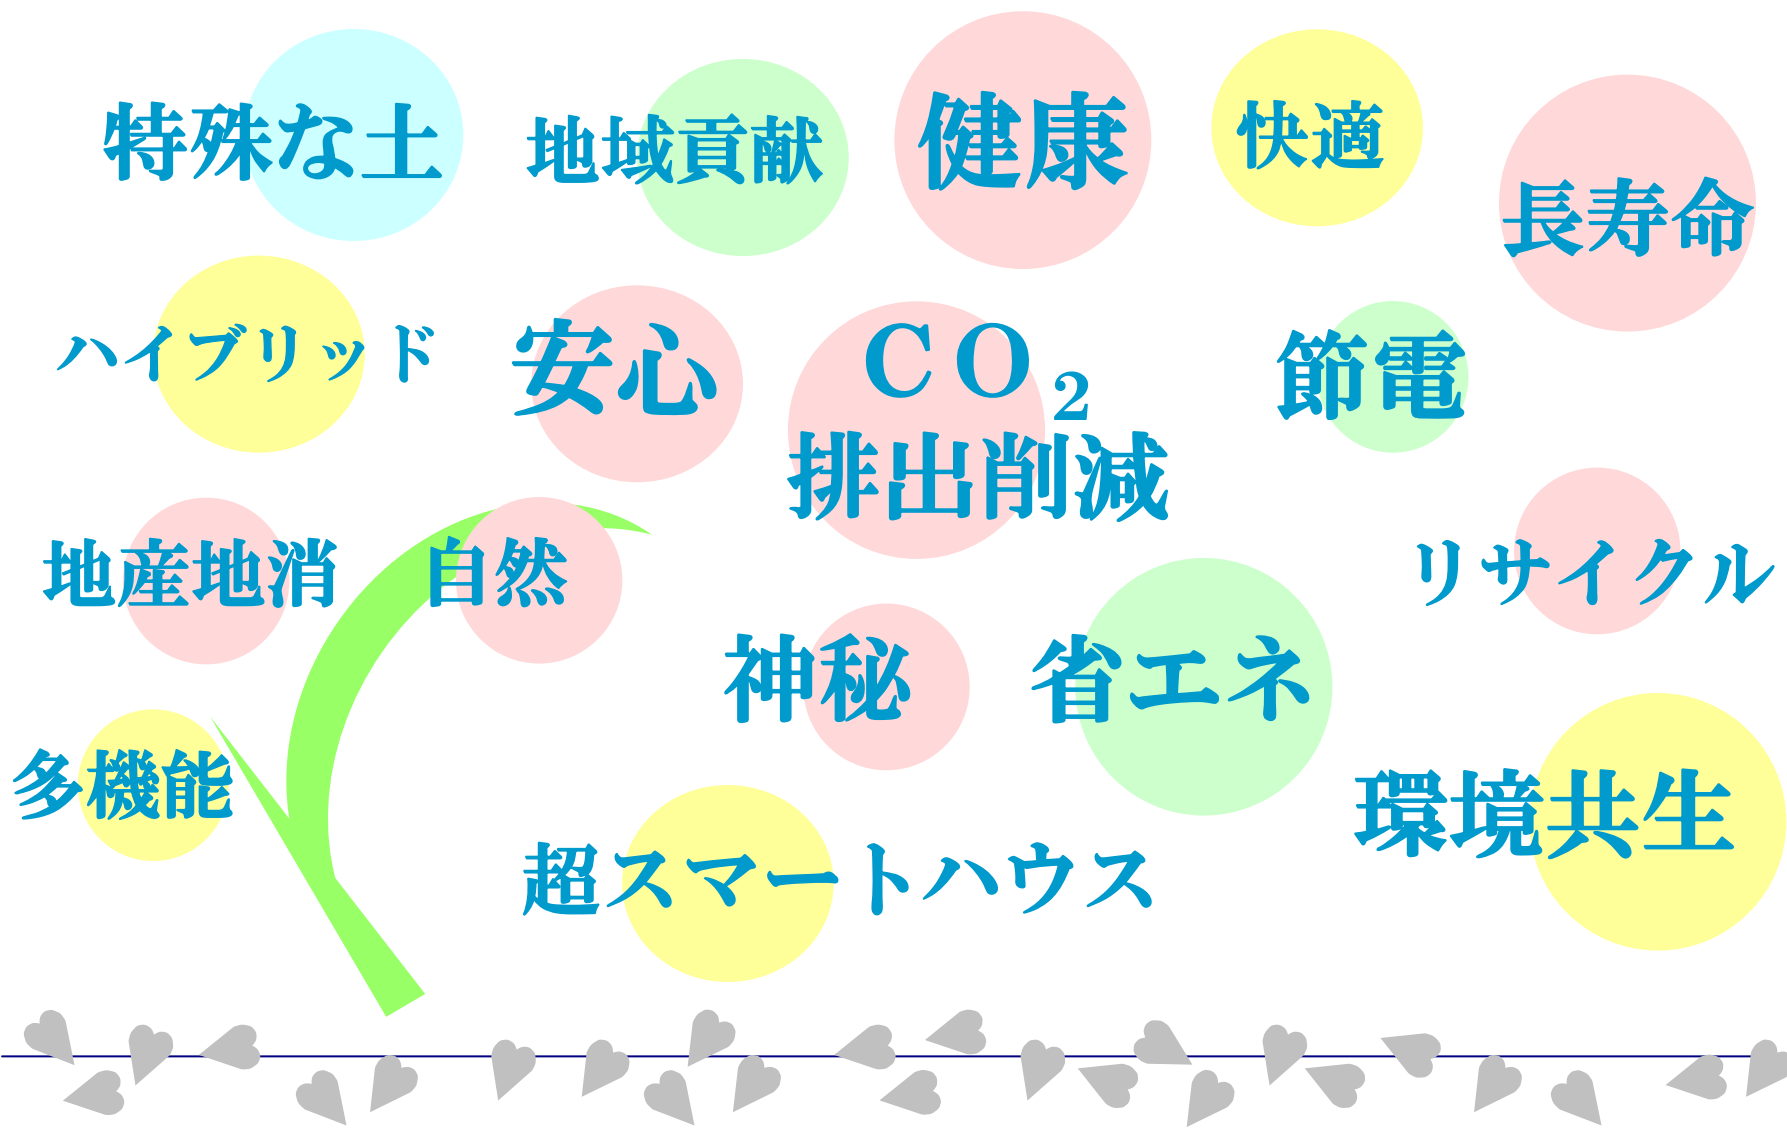 特殊な土
地域貢献
健康
快適
長寿命
ハイブリッド
安心
ＣＯ₂
排出削減
節電
地産地消
自然
リサイクル
神秘
省エネ
多機能
超スマートハウス
環境共生